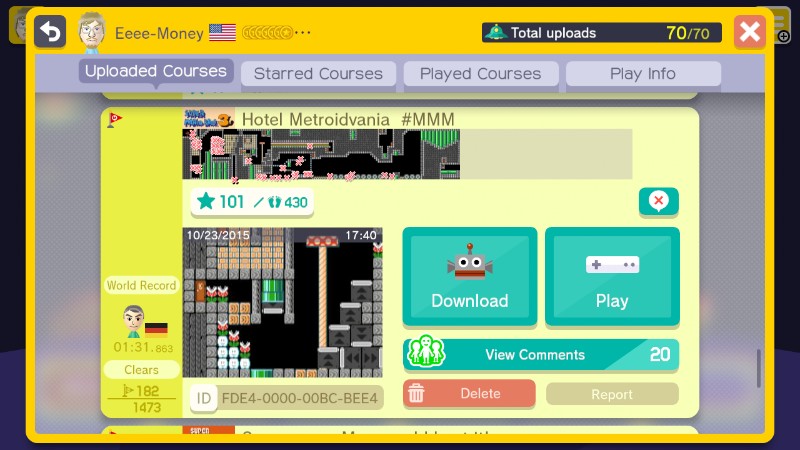 Eeee-Money
Total uploads 70/70
Uploaded Courses
Starred Courses
Played Courses
Play Info
Hotel Metroidvania #MMM
101 / 430
10/23/2015 17:40
World Record
01:31.863
Clears
182
1473
Download
Play
View Comments 20
ID FDE4-0000-00BC-BEE4
Delete
Report